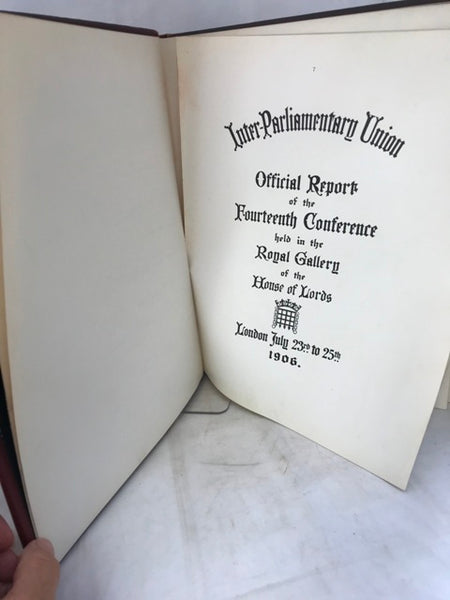 Inter-Parliamentary Union
Official Report
of the
Fourteenth Conference
held in the
Royal Gallery
of the
House of Lords
London July 23rd to 25th
1906.